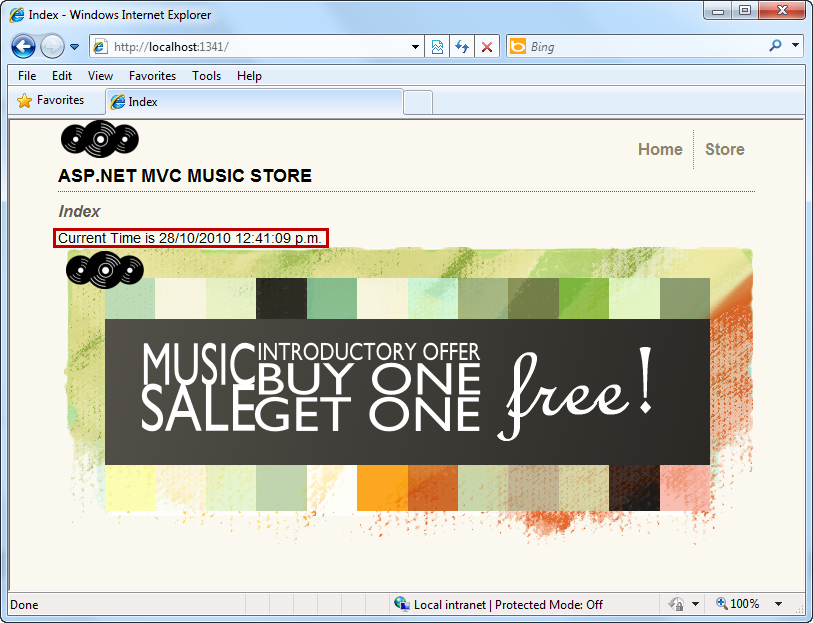 Index - Windows Internet Explorer
http://localhost:1341/
Bing
File Edit View Favorites Tools Help
Favorites Index
Home Store
ASP.NET MVC MUSIC STORE
Index
Current Time is 28/10/2010 12:41:09 p.m.
MUSIC SALE
INTRODUCTORY OFFER
BUY ONE
GET ONE
free!
Done Local intranet | Protected Mode: Off 100%